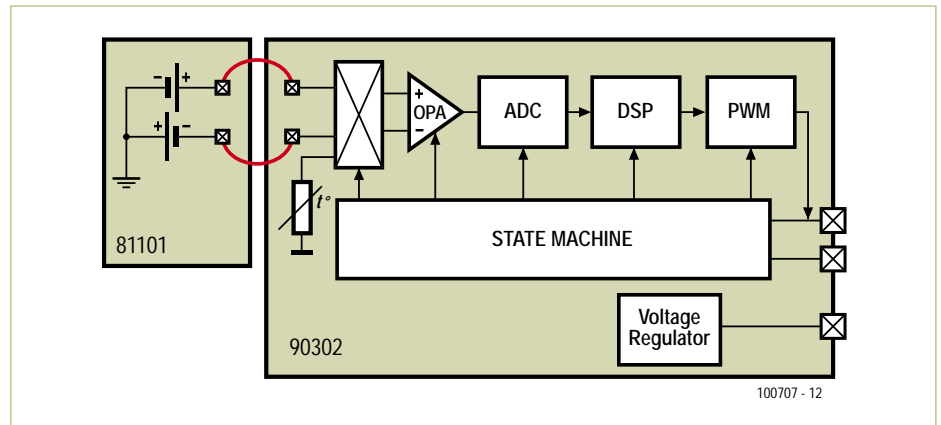 - +
+ -
81101
t°
+
OPA
-
ADC
DSP
PWM
STATE MACHINE
Voltage
Regulator
90302
100707 - 12